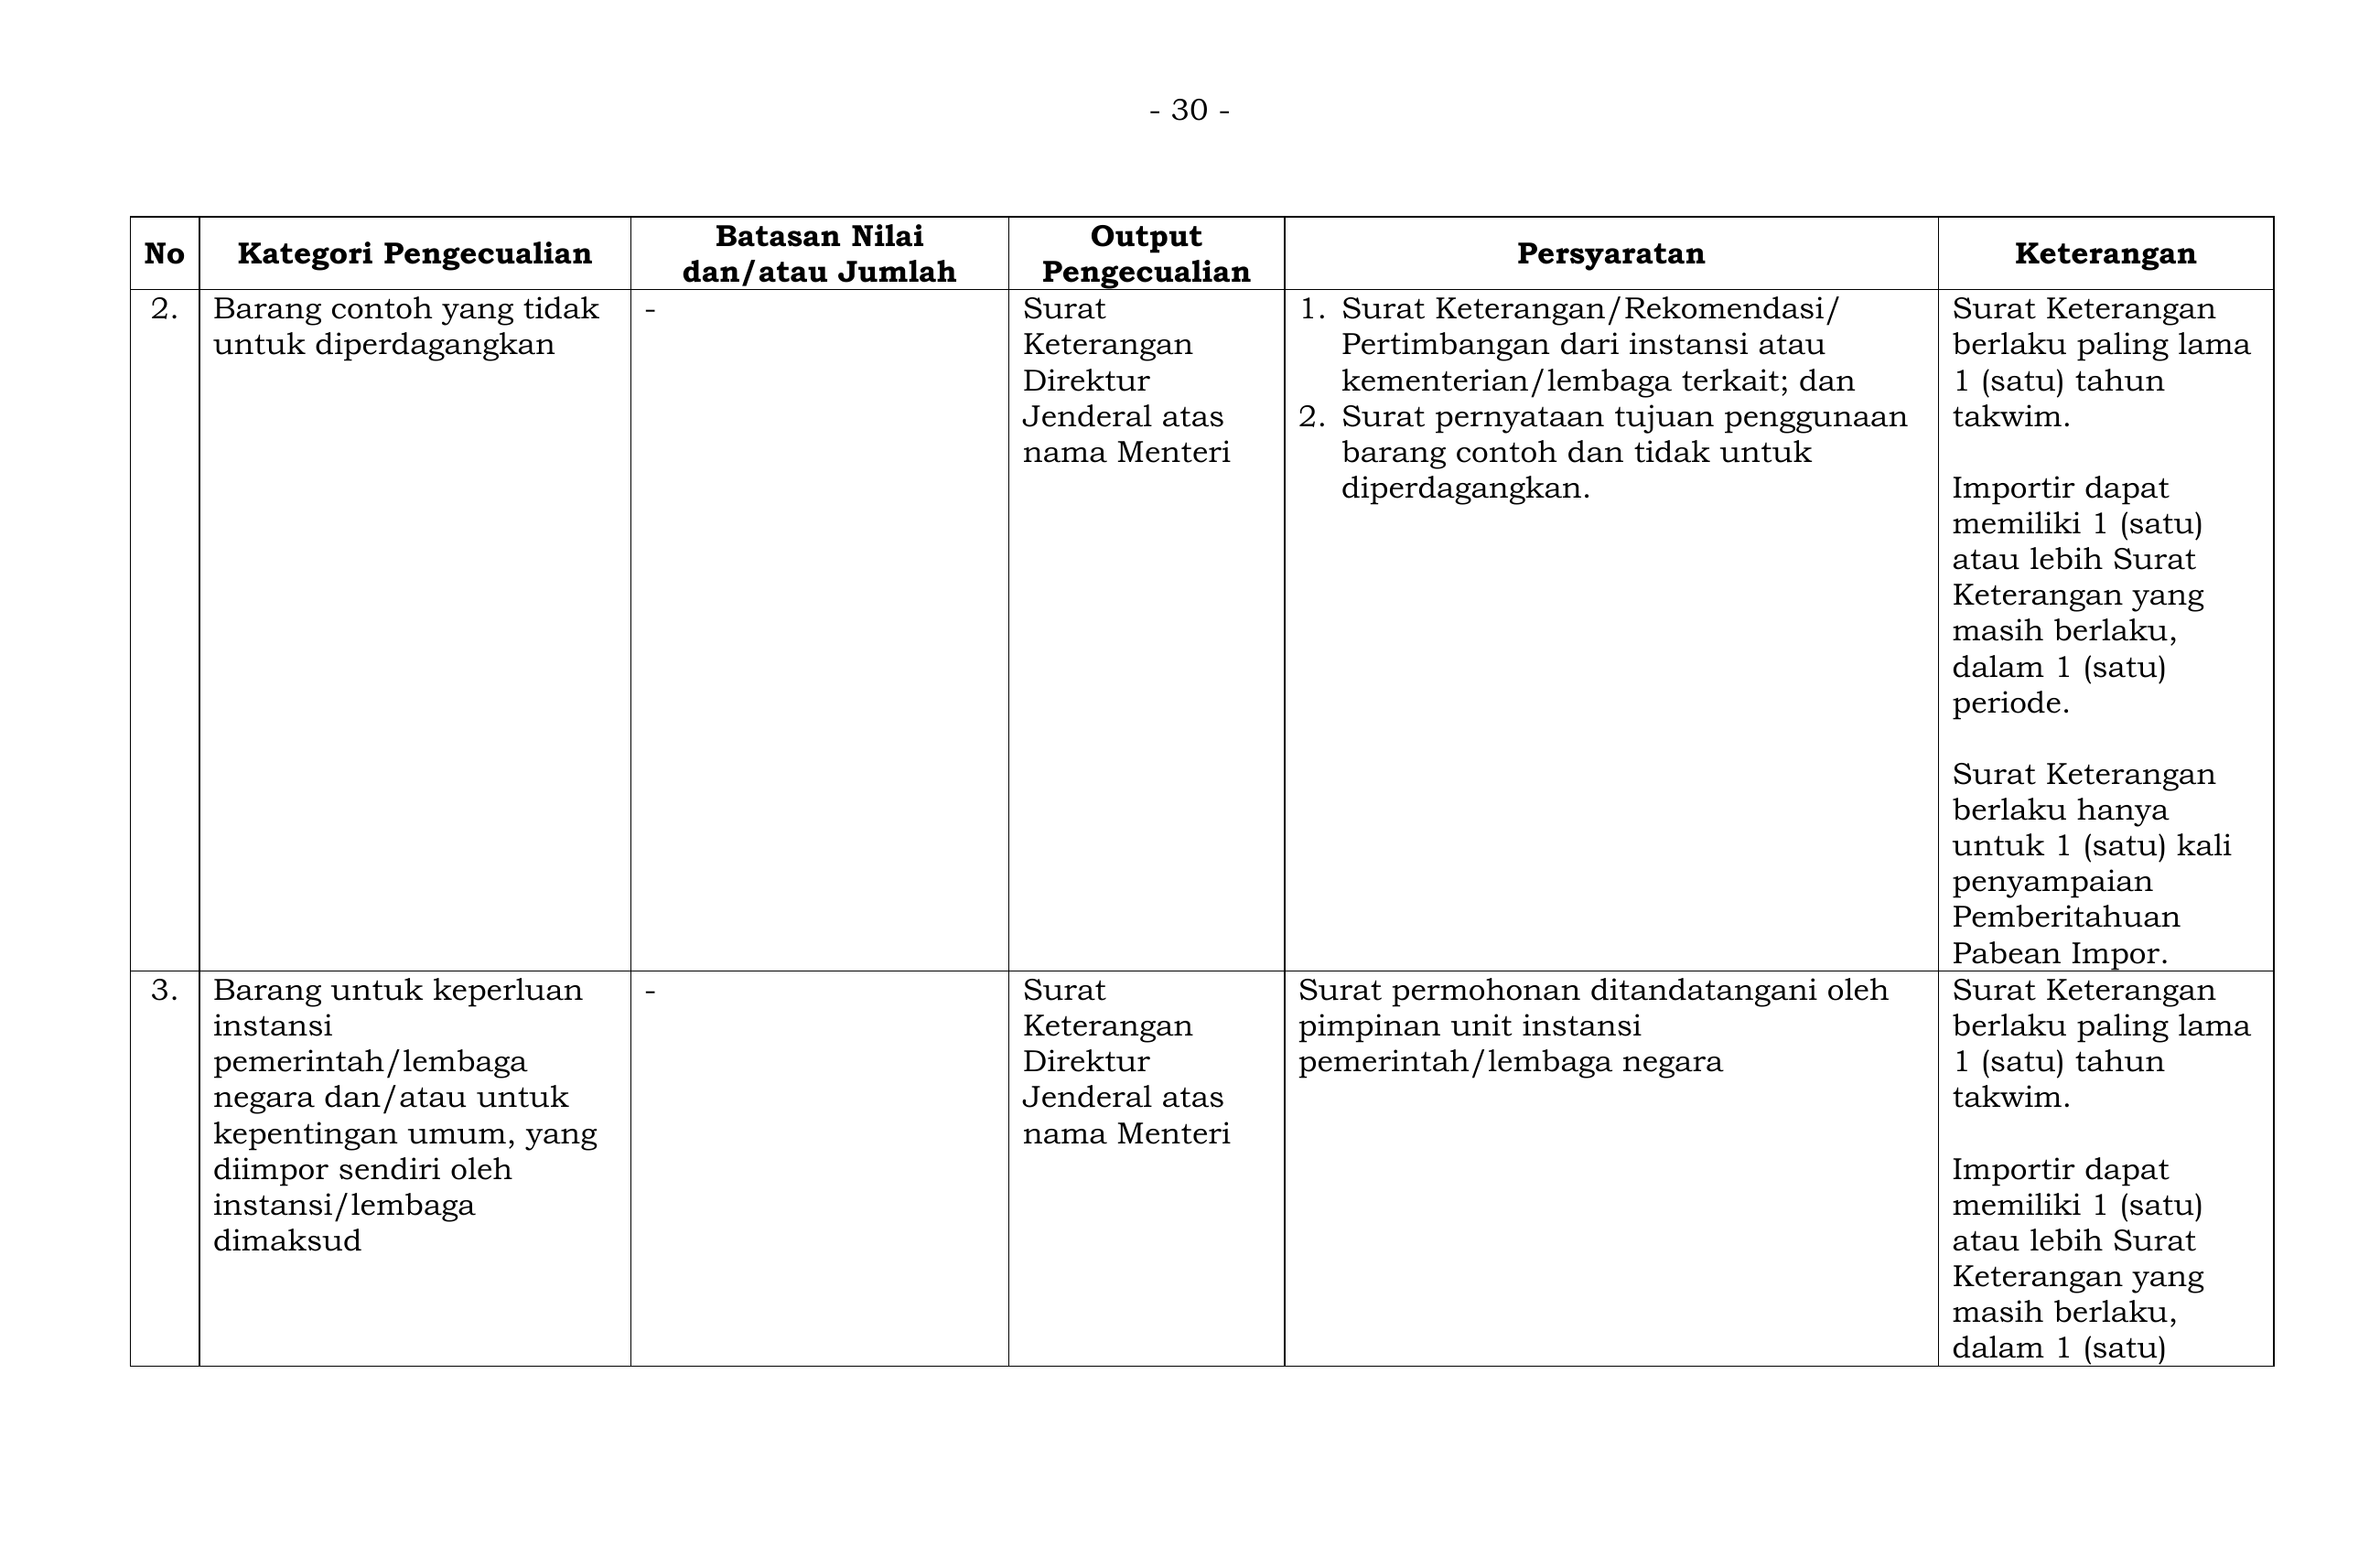 - 30 -
No
Kategori Pengecualian
Batasan Nilai
dan/atau Jumlah
Output
Pengecualian
Persyaratan
Keterangan
2.
Barang contoh yang tidak
untuk diperdagangkan
-
Surat
Keterangan
Direktur
Jenderal atas
nama Menteri
1. Surat Keterangan/Rekomendasi/
Pertimbangan dari instansi atau
kementerian/lembaga terkait; dan
2. Surat pernyataan tujuan penggunaan
barang contoh dan tidak untuk
diperdagangkan.
Surat Keterangan
berlaku paling lama
1 (satu) tahun
takwim.
Importir dapat
memiliki 1 (satu)
atau lebih Surat
Keterangan yang
masih berlaku,
dalam 1 (satu)
periode.
Surat Keterangan
berlaku hanya
untuk 1 (satu) kali
penyampaian
Pemberitahuan
Pabean Impor.
3.
Barang untuk keperluan
instansi
pemerintah/lembaga
negara dan/atau untuk
kepentingan umum, yang
diimpor sendiri oleh
instansi/lembaga
dimaksud
-
Surat
Keterangan
Direktur
Jenderal atas
nama Menteri
Surat permohonan ditandatangani oleh
pimpinan unit instansi
pemerintah/lembaga negara
Surat Keterangan
berlaku paling lama
1 (satu) tahun
takwim.
Importir dapat
memiliki 1 (satu)
atau lebih Surat
Keterangan yang
masih berlaku,
dalam 1 (satu)